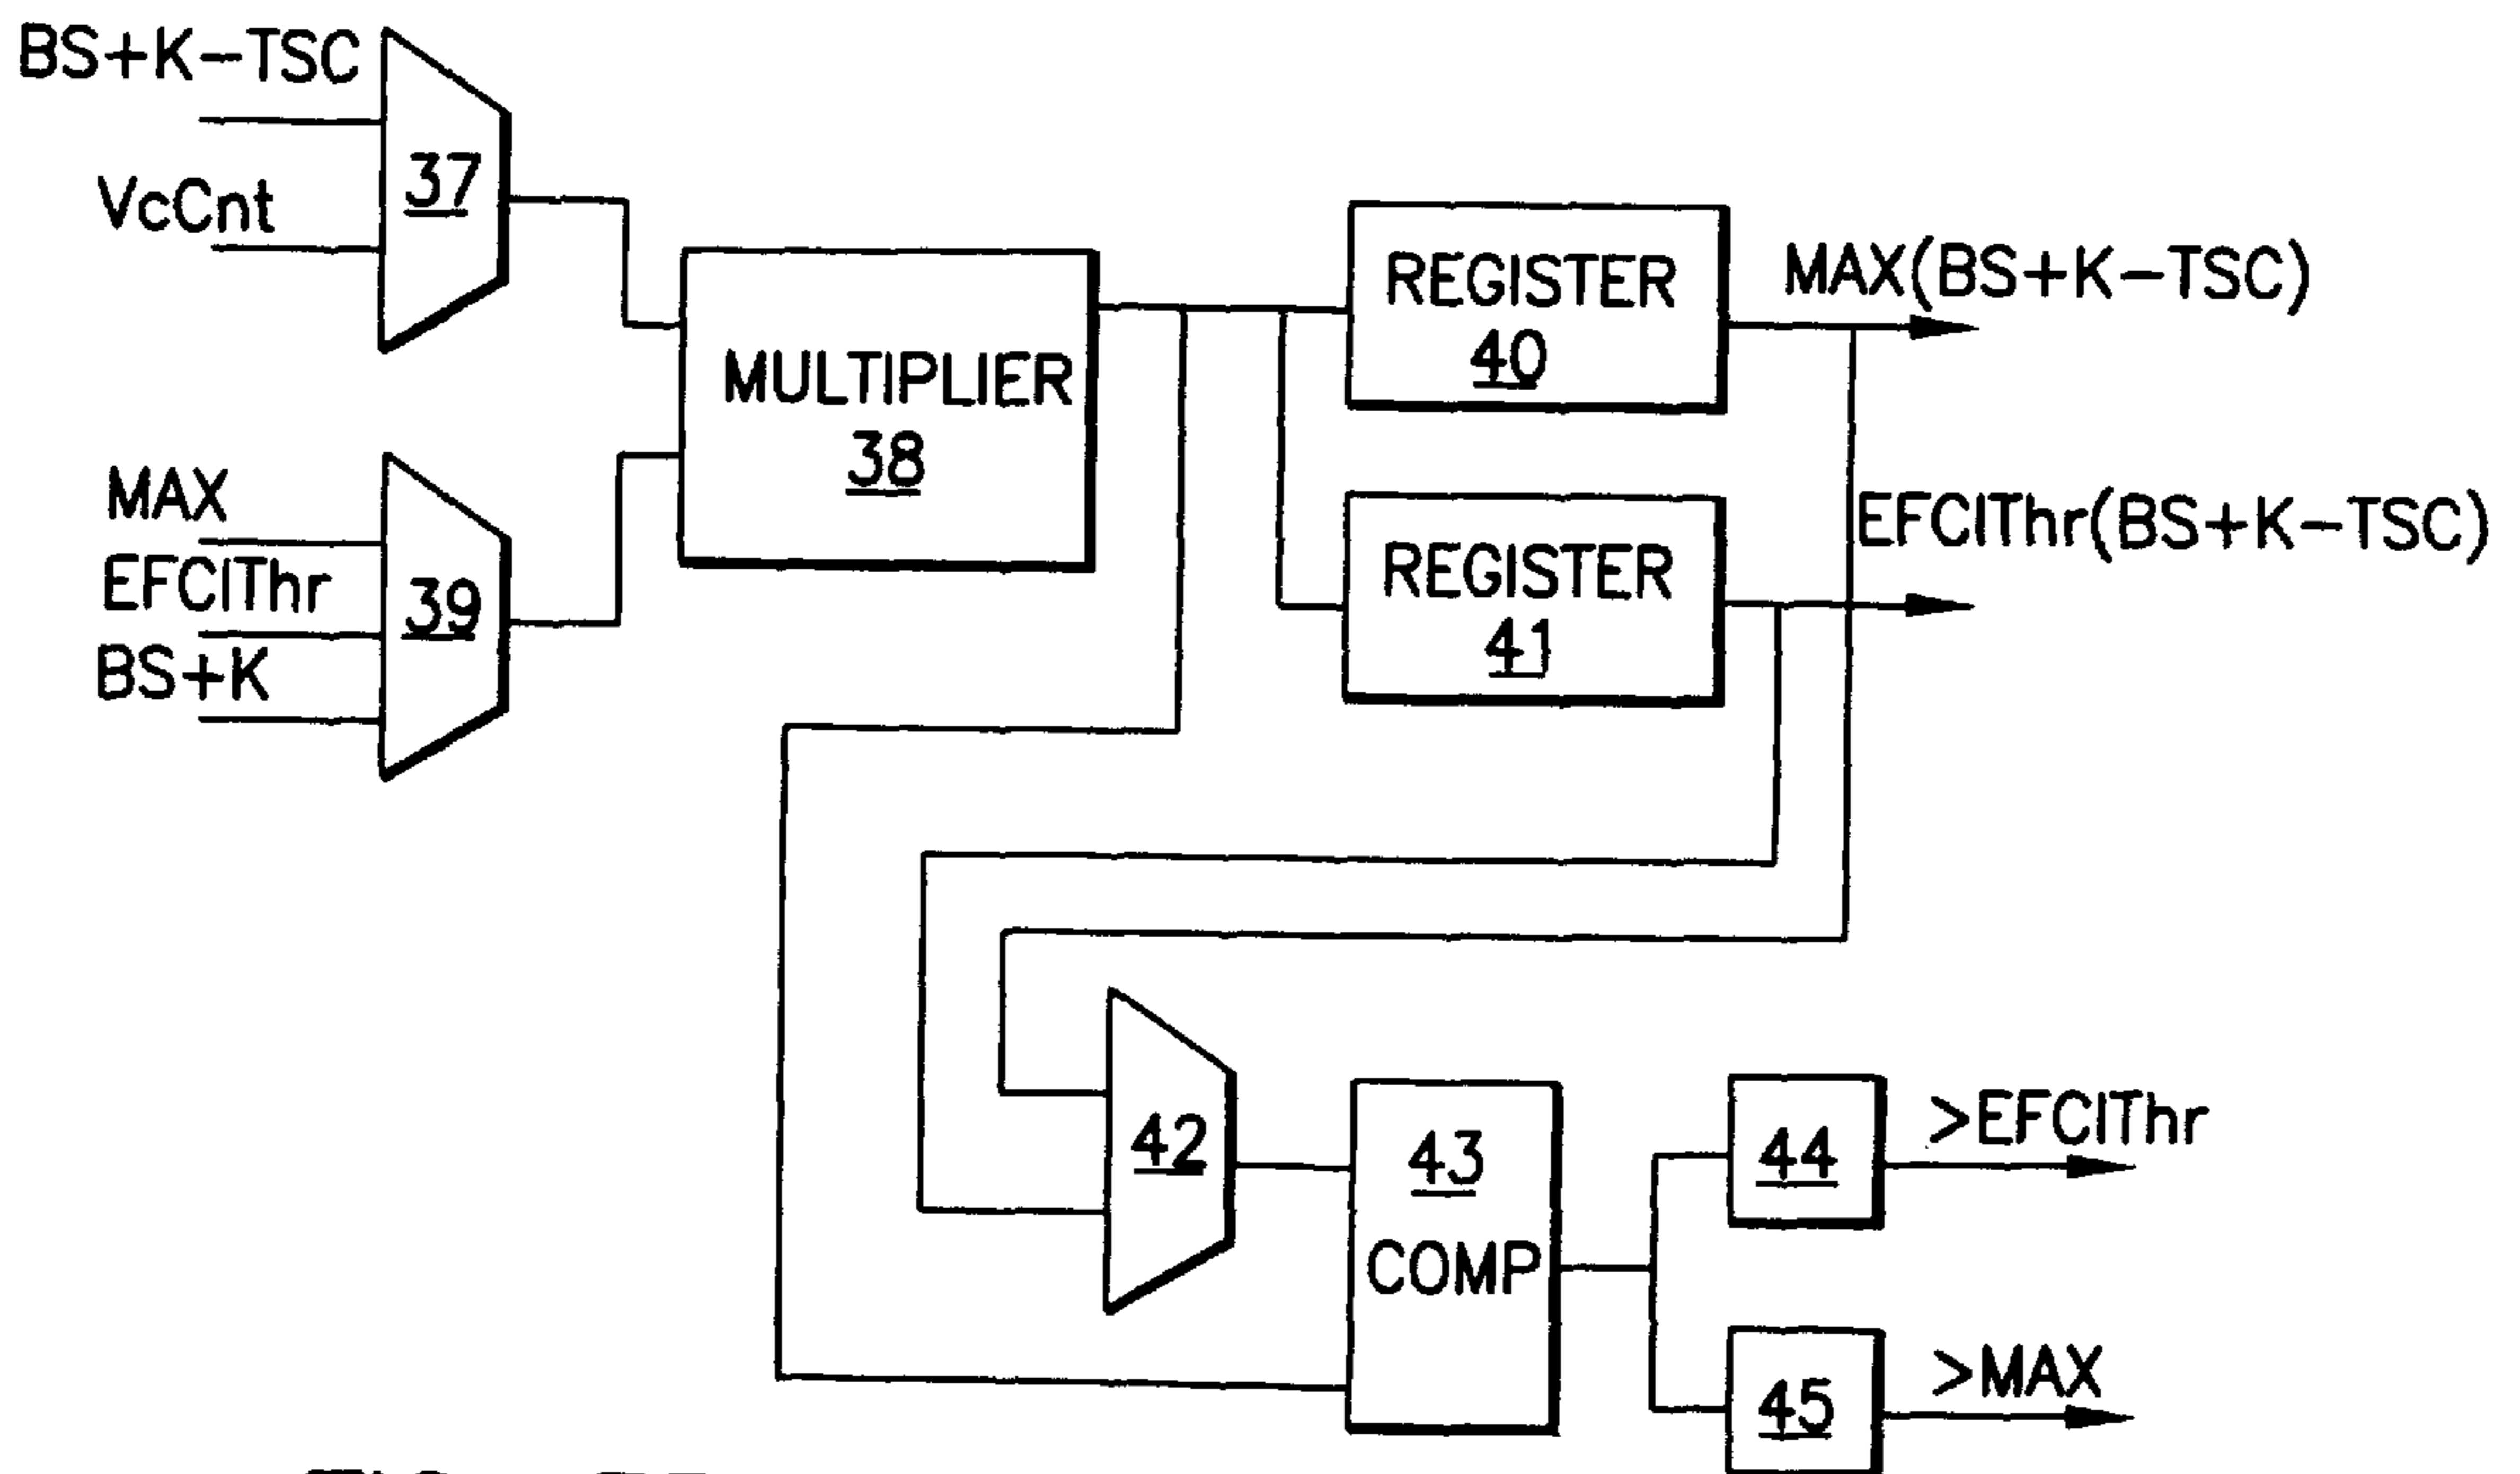 BS+K-TSC
VcCnt
37
MAX
EFCIThr
BS+K
39
MULTIPLIER
38
REGISTER
40
MAX(BS+K-TSC)
REGISTER
41
EFCIThr(BS+K-TSC)
42
43
COMP
44
>EFCIThr
45
>MAX